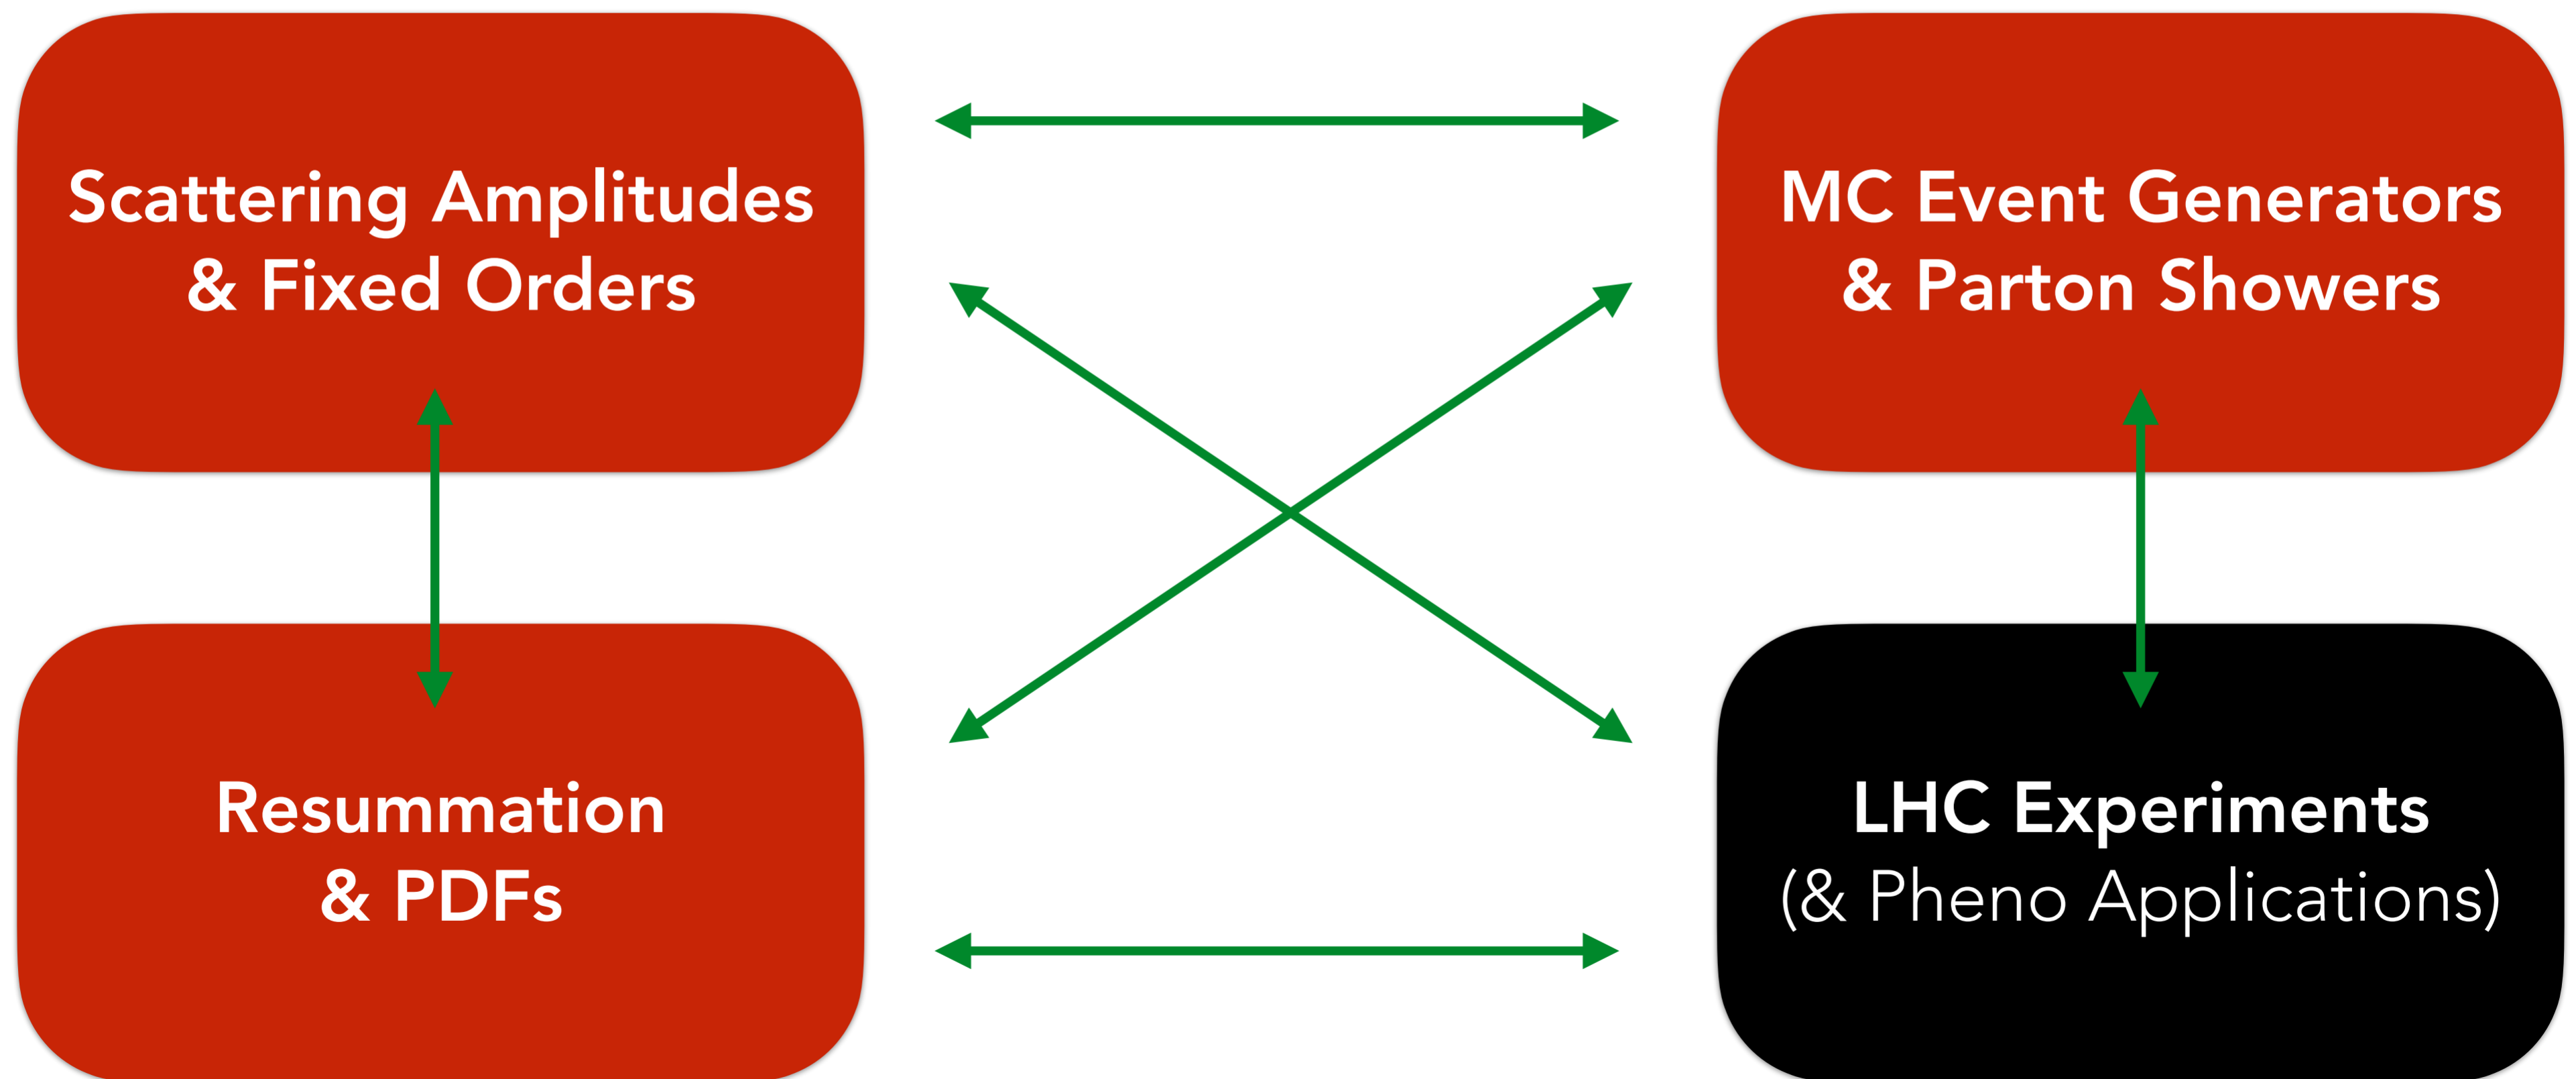 Scattering Amplitudes
& Fixed Orders
MC Event Generators
& Parton Showers
Resummation
& PDFs
LHC Experiments
(& Pheno Applications)